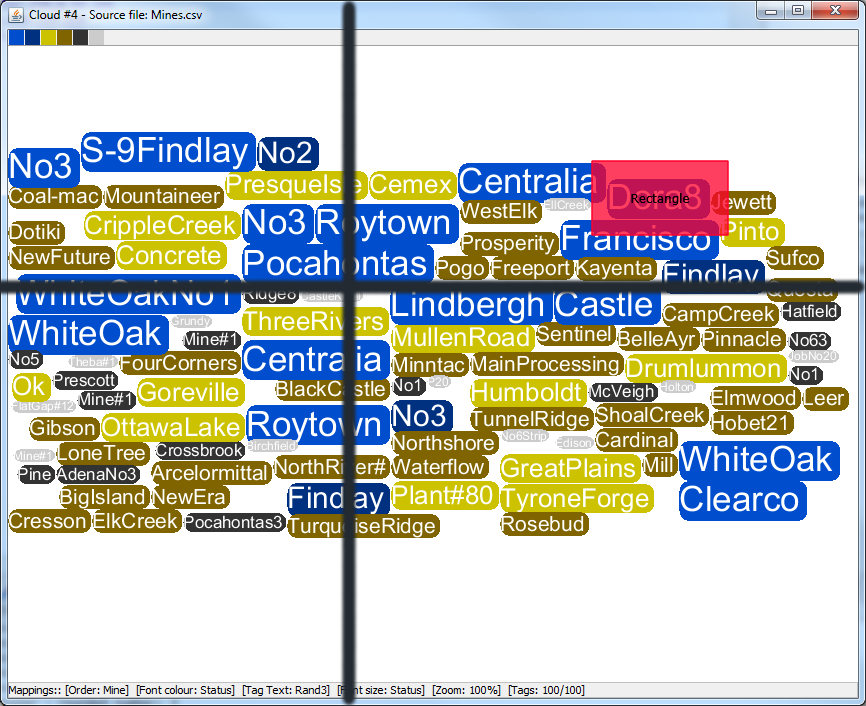 Cloud #4 - Source file: Mines.csv
No3 S-9Findlay No2
Presquelsle Cemex Centralia Dora8
Rectangle
Coal-mac Mountaineer WestElk EllCreek Jewett
Dotiki CrippleCreek No3 Roytown Prosperity Francisco Pinto
NewFuture Concrete Pocahontas Pogo Freeport Kayenta Findlay Sufco
WhiteOakNo1 Ridge8 Lindbergh Castle Questa
WhiteOak Grundy ThreeRivers CampCreek Hatfield
Mine#1 MullenRoad Sentinel BelleAyr Pinnacle No63
No5 Theba#1 FourCorners Centralia Minntac MainProcessing Drumlummon JobNo20
Ok Prescott Goreville BlackCastle No1 P20 Humboldt McVeigh Holton No1
FlatGap#12 Mine#1 Elmwood Leer
Gibson OttawaLake Roytown No3 TunnelRidge ShoalCreek Hobet21
Mine#1 LoneTree Crossbrook Birchfield Northshore No6Strip Edison Cardinal
Pine AdenaNo3 Arcelormittal NorthRiver# Waterflow GreatPlains Mill WhiteOak
BigIsland NewEra Findlay Plant#80 TyroneForge Clearco
Cresson ElkCreek Pocahontas3 TurquoiseRidge Rosebud
Mappings:: [Order: Mine] [Font colour: Status] [Tag Text: Rand3] [Font size: Status] [Zoom: 100%] [Tags: 100/100]